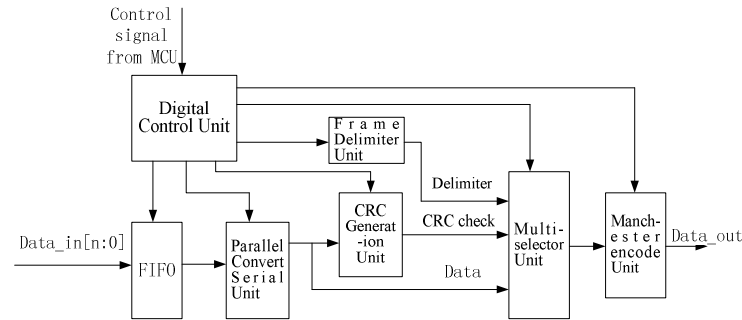 Control
signal
from MCU
Digital
Control Unit
Frame
Delimiter
Unit
Delimiter
CRC
Generat
-ion
Unit
CRC check
Multi-
selector
Unit
Manch-
ester
encode
Unit
Data_out
Data_in[n:0]
FIFO
Parallel
Convert
Serial
Unit
Data